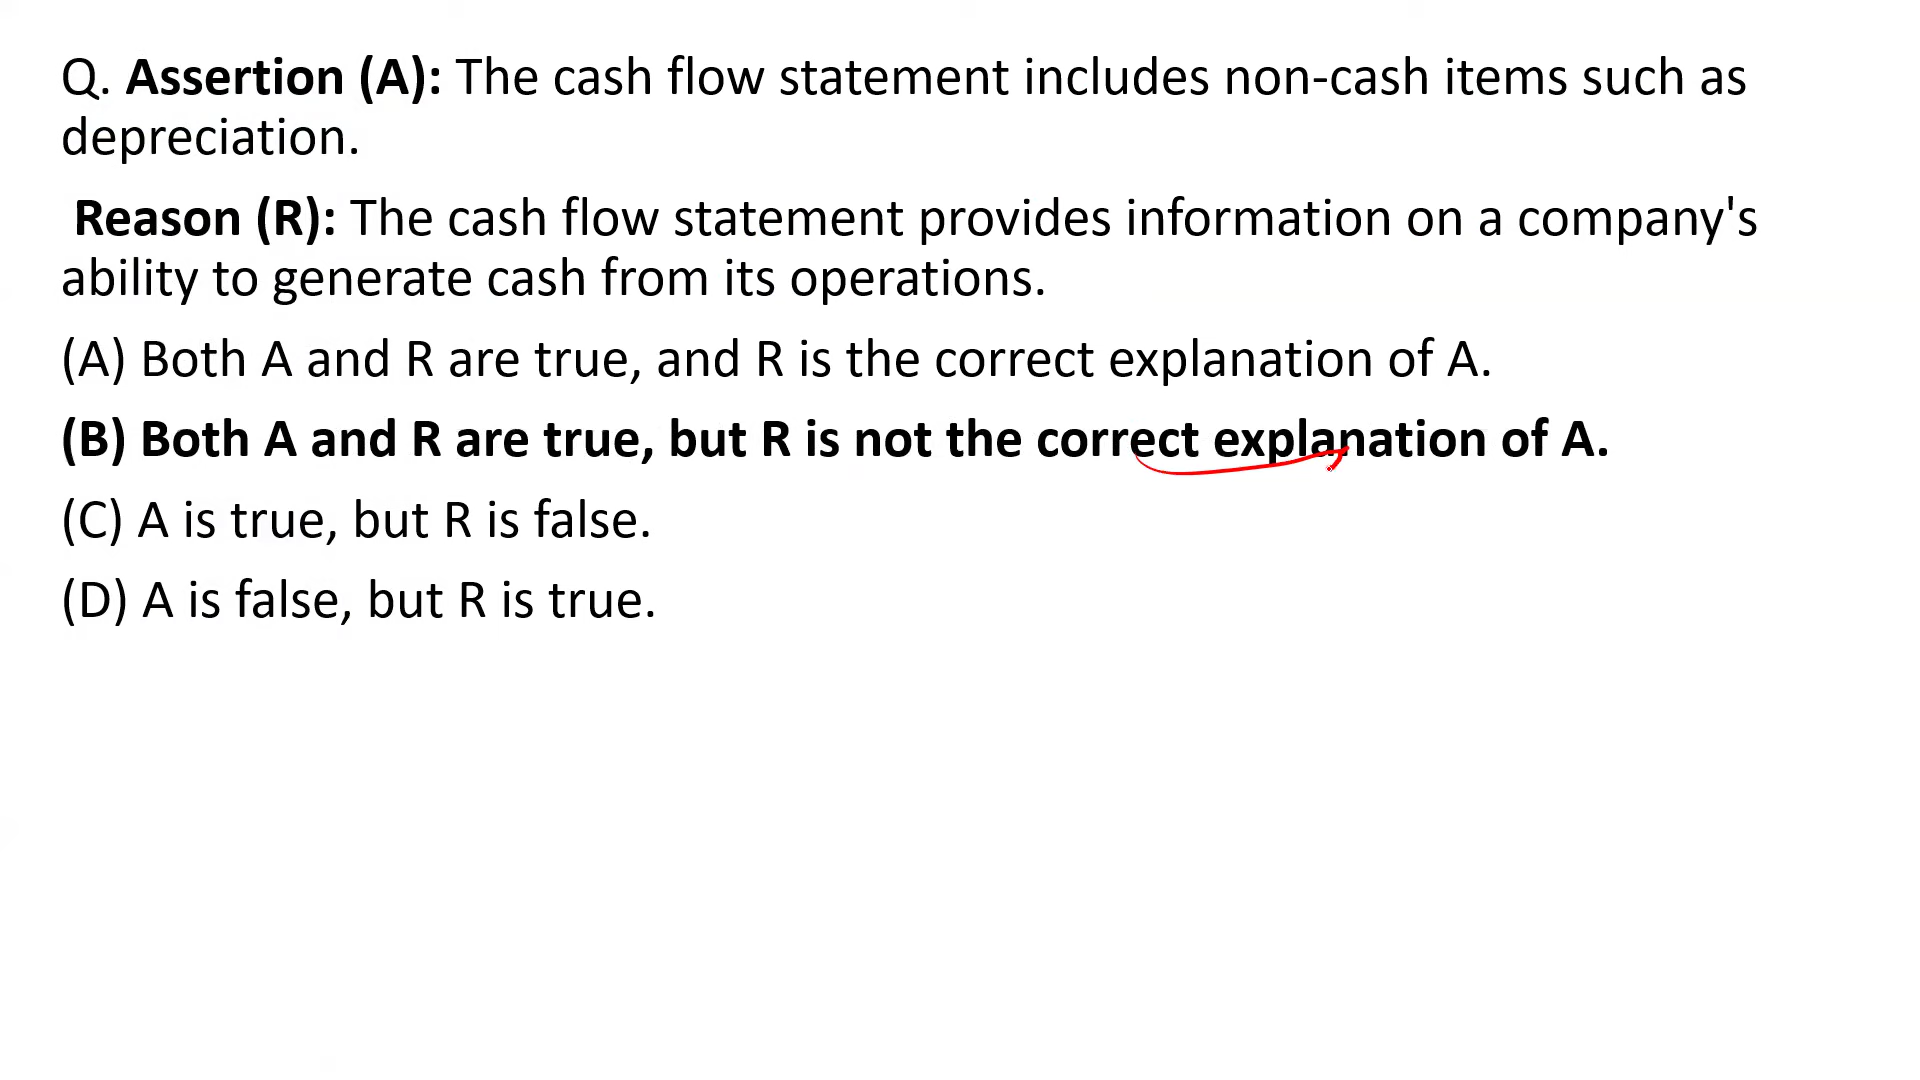 Q. Assertion (A): The cash flow statement includes non-cash items such as
depreciation.
Reason (R): The cash flow statement provides information on a company's
ability to generate cash from its operations.
(A) Both A and R are true, and R is the correct explanation of A.
(B) Both A and R are true, but R is not the correct explanation of A.
(C) A is true, but R is false.
(D) A is false, but R is true.